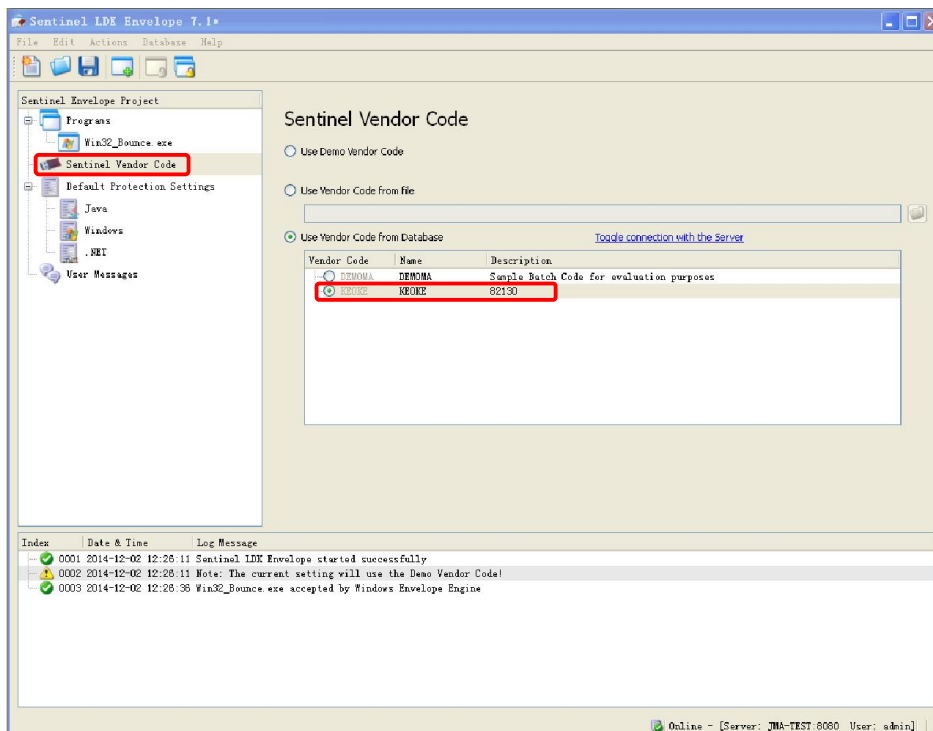 Sentinel LDK Envelope 7.1*
File Edit Actions Database Help
Sentinel Envelope Project
Programs
Win32_Bounce.exe
Sentinel Vendor Code
Default Protection Settings
Java
Windows
.NET
User Messages
Sentinel Vendor Code
Use Demo Vendor Code
Use Vendor Code from file
Use Vendor Code from Database Toggle connection with the Server
Vendor Code Name Description
DEMOMA DEMOMA Sample Batch Code for evaluation purposes
KEOKE KEOKE 82130
Index Date & Time Log Message
0001 2014-12-02 12:26:11 Sentinel LDK Envelope started successfully
0002 2014-12-02 12:26:11 Note: The current setting will use the Demo Vendor Code!
0003 2014-12-02 12:26:36 Win32_Bounce.exe accepted by Windows Envelope Engine
Online - [Server: JMA-TEST:8080 User: admin]